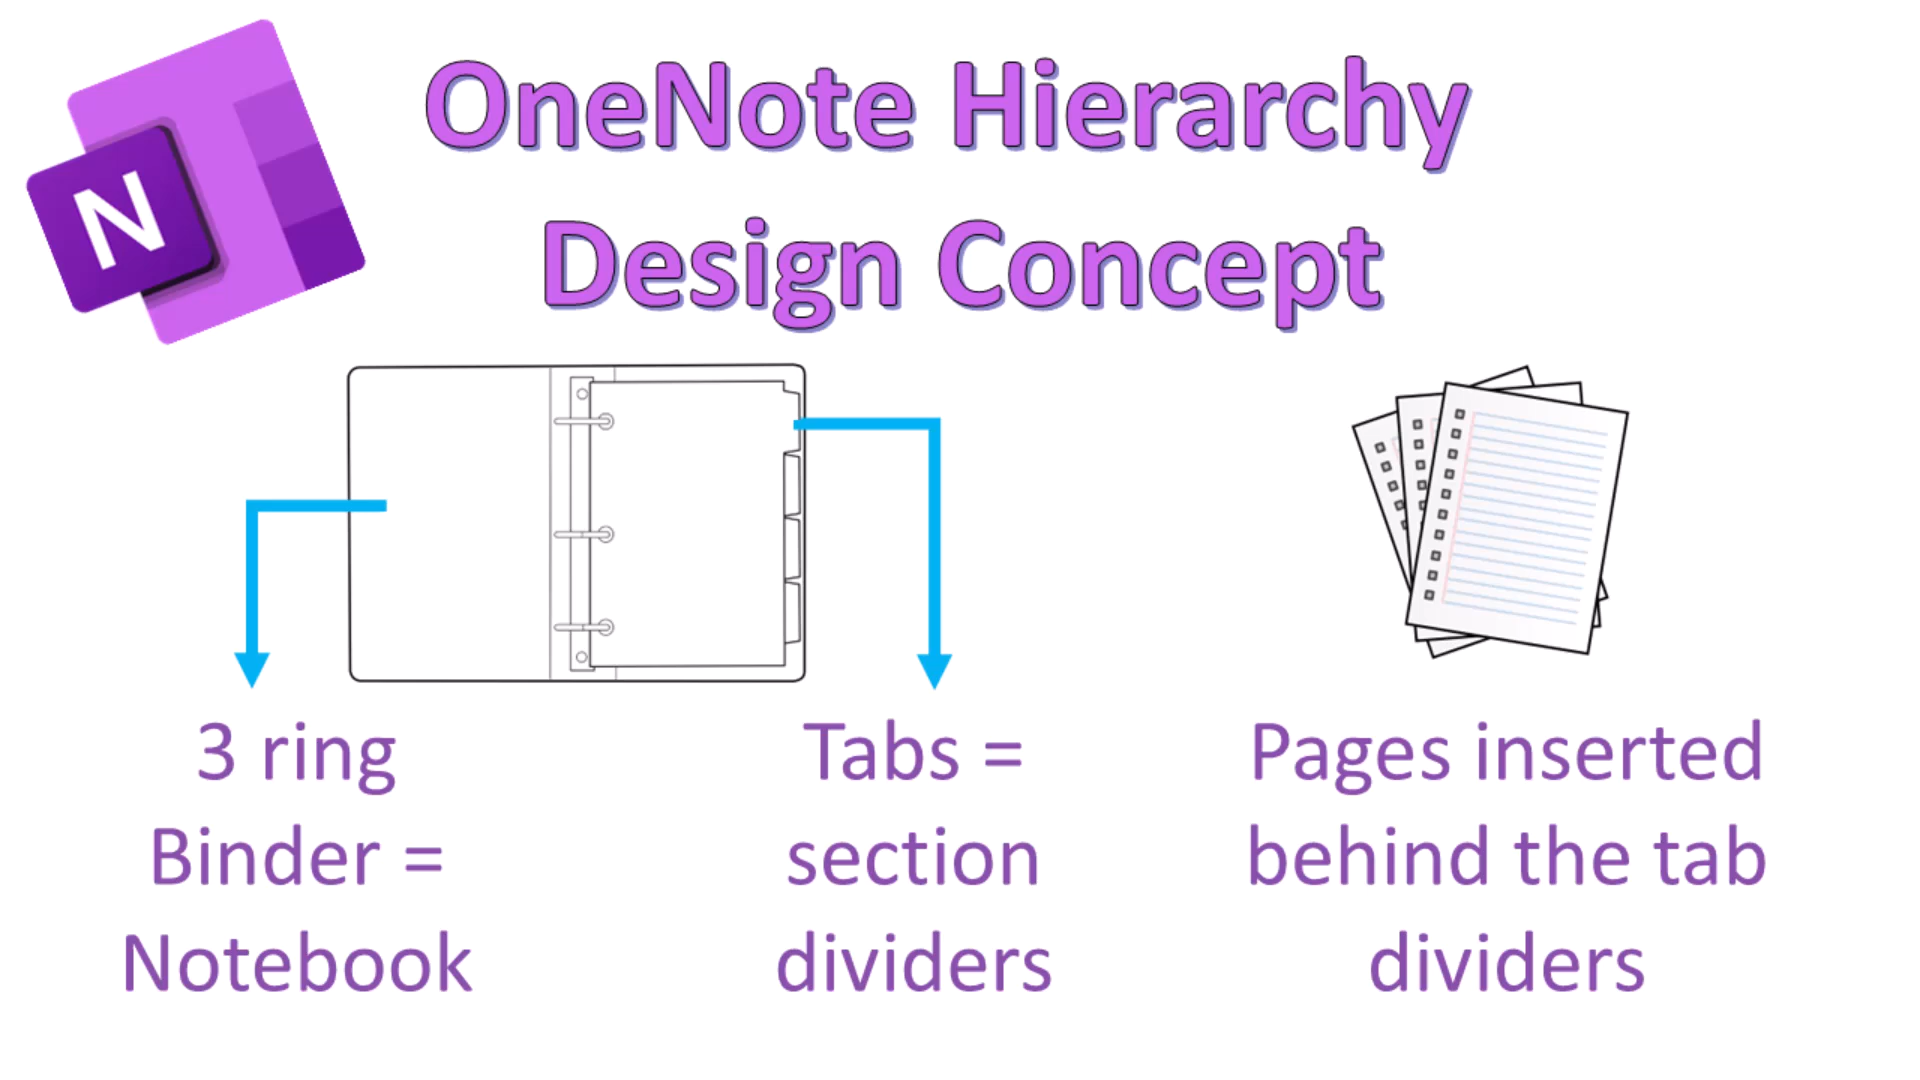 N
OneNote Hierarchy
Design Concept
3 ring
Binder =
Notebook
Tabs =
section
dividers
Pages inserted
behind the tab
dividers